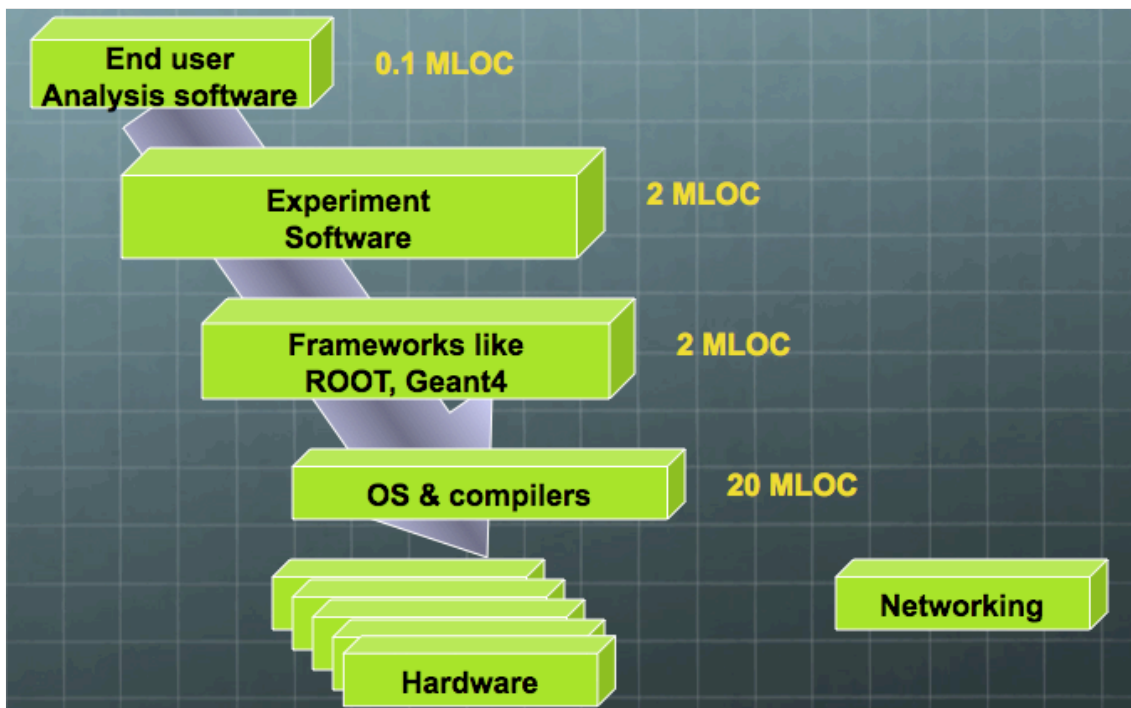 End user
Analysis software
0.1 MLOC
Experiment
Software
2 MLOC
Frameworks like
ROOT, Geant4
2 MLOC
OS & compilers
20 MLOC
Networking
Hardware